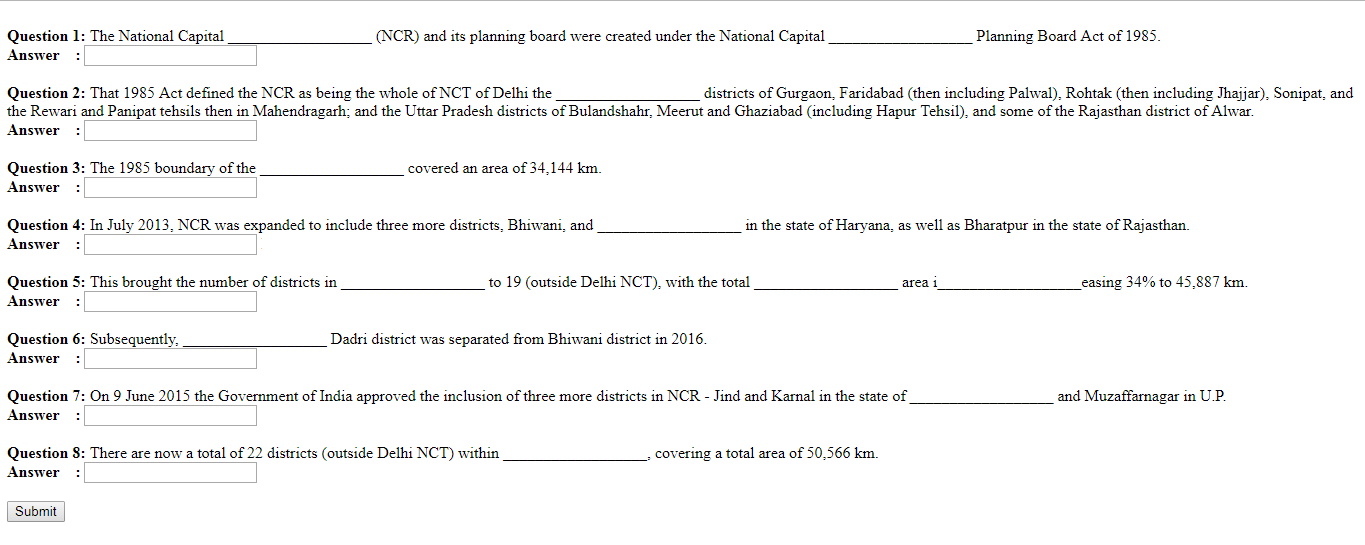 Question 1: The National Capital __________________ (NCR) and its planning board were created under the National Capital __________________ Planning Board Act of 1985.
Answer :
Question 2: That 1985 Act defined the NCR as being the whole of NCT of Delhi the __________________ districts of Gurgaon, Faridabad (then including Palwal), Rohtak (then including Jhajjar), Sonipat, and
the Rewari and Panipat tehsils then in Mahendragarh; and the Uttar Pradesh districts of Bulandshahr, Meerut and Ghaziabad (including Hapur Tehsil), and some of the Rajasthan district of Alwar.
Answer :
Question 3: The 1985 boundary of the __________________ covered an area of 34,144 km.
Answer :
Question 4: In July 2013, NCR was expanded to include three more districts, Bhiwani, and __________________ in the state of Haryana, as well as Bharatpur in the state of Rajasthan.
Answer :
Question 5: This brought the number of districts in __________________ to 19 (outside Delhi NCT), with the total __________________ area i__________________easing 34% to 45,887 km.
Answer :
Question 6: Subsequently, __________________ Dadri district was separated from Bhiwani district in 2016.
Answer :
Question 7: On 9 June 2015 the Government of India approved the inclusion of three more districts in NCR - Jind and Karnal in the state of __________________ and Muzaffarnagar in U.P.
Answer :
Question 8: There are now a total of 22 districts (outside Delhi NCT) within __________________, covering a total area of 50,566 km.
Answer :
Submit